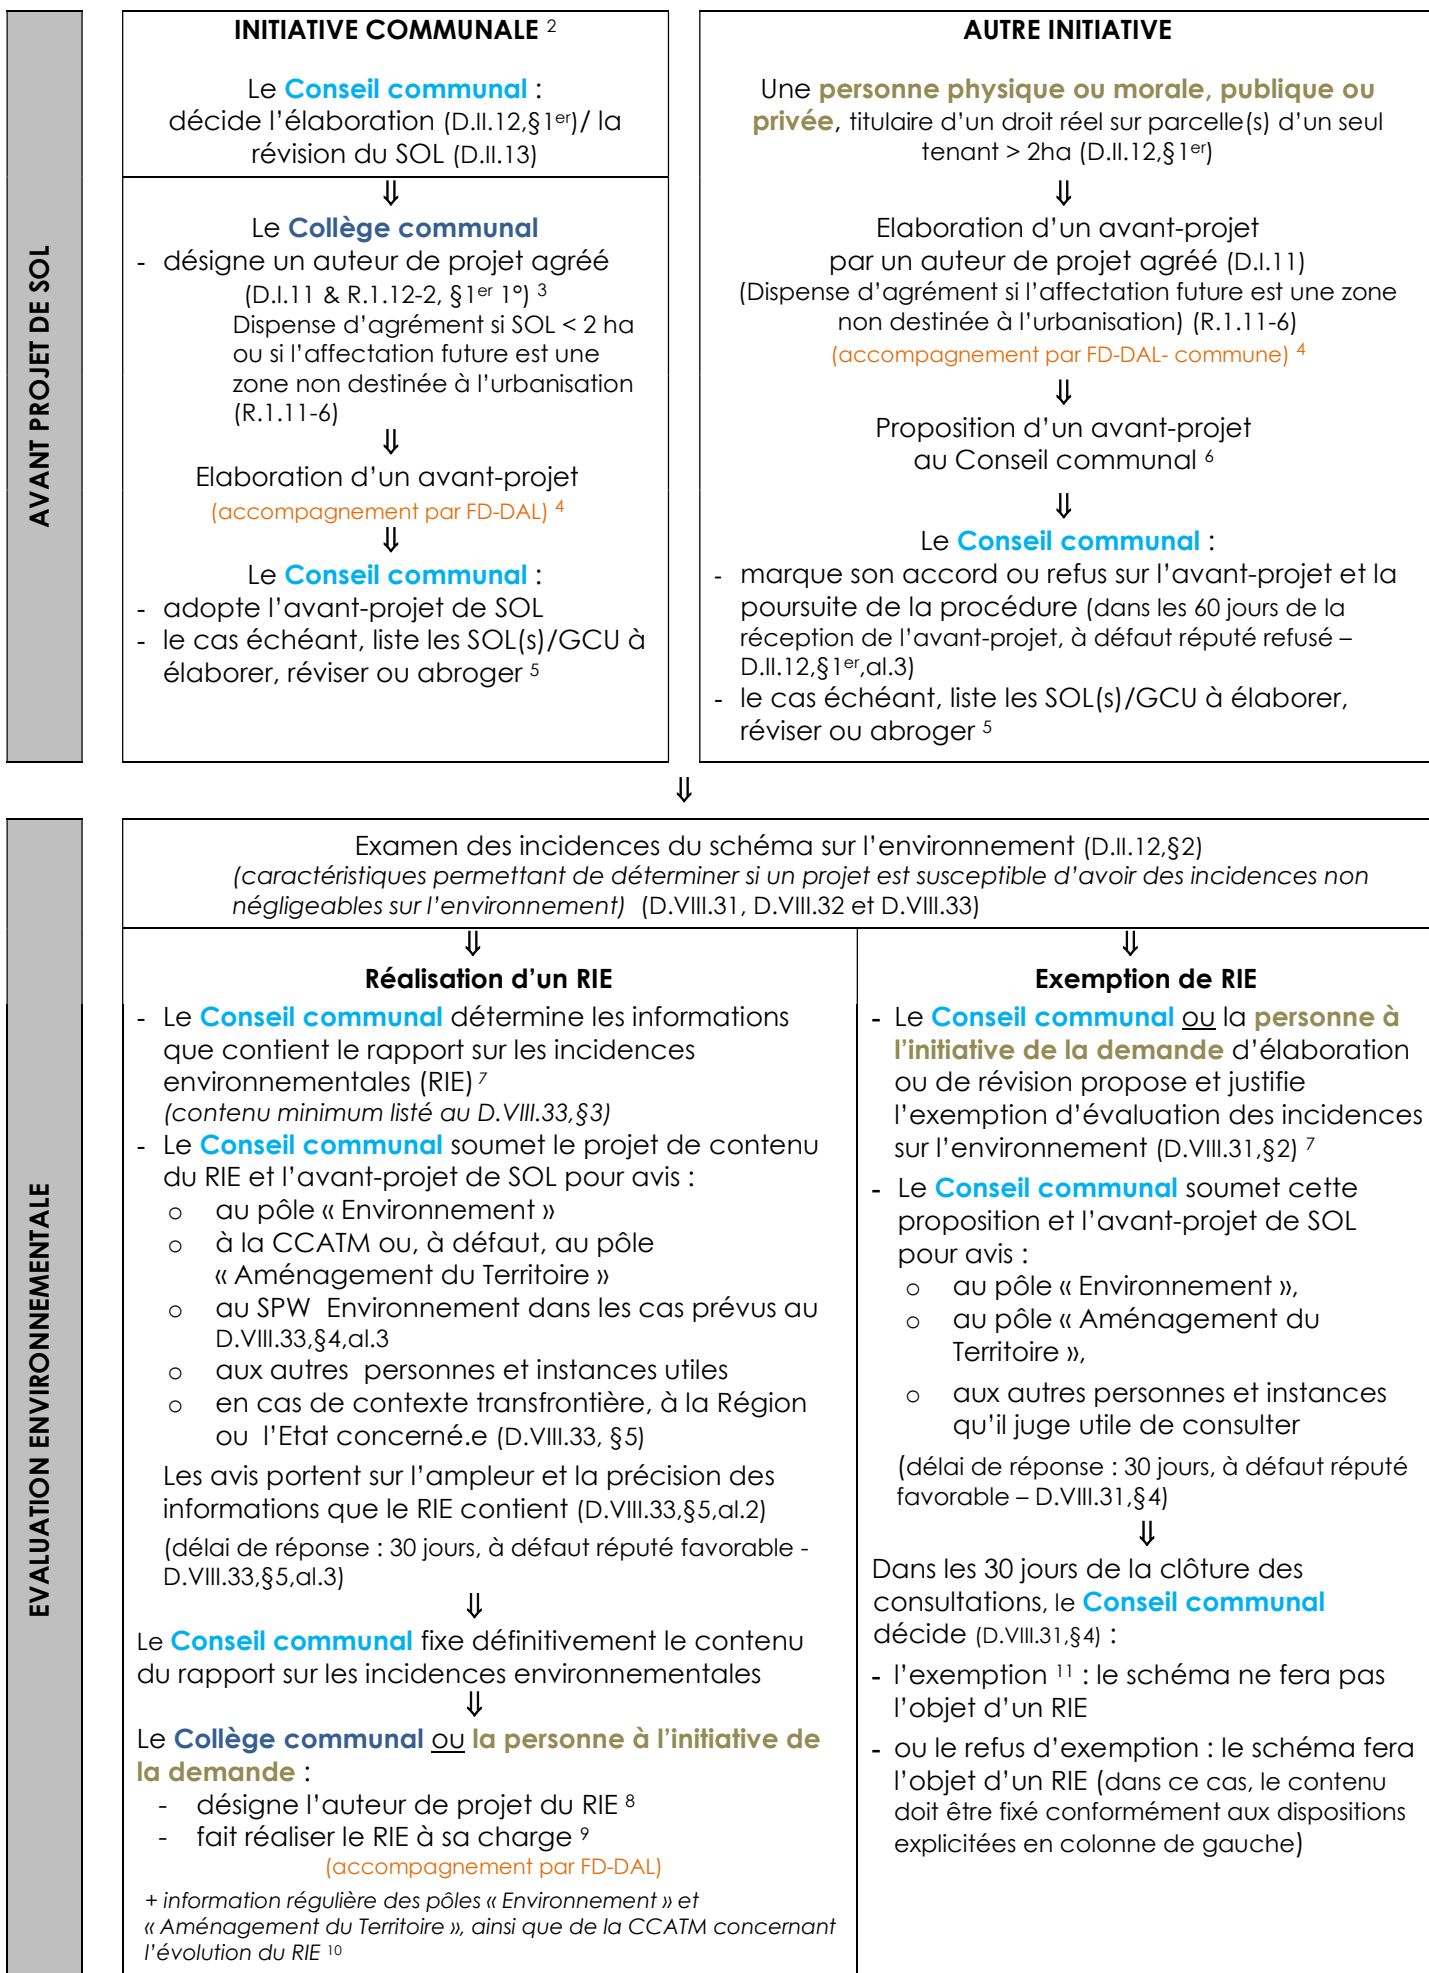 AVANT PROJET DE SOL
INITIATIVE COMMUNALE 2
Le Conseil communal :
décide l’élaboration (D.II.12,§1er)/ la
révision du SOL (D.II.13)
⇓
Le Collège communal
- désigne un auteur de projet agréé
(D.I.11 & R.1.12-2, §1er 1°) 3
Dispense d’agrément si SOL < 2 ha
ou si l’affectation future est une
zone non destinée à l’urbanisation
(R.1.11-6)
⇓
Elaboration d’un avant-projet
(accompagnement par FD-DAL) 4
⇓
Le Conseil communal :
- adopte l’avant-projet de SOL
- le cas échéant, liste les SOL(s)/GCU à
élaborer, réviser ou abroger 5
AUTRE INITIATIVE
Une personne physique ou morale, publique ou
privée, titulaire d’un droit réel sur parcelle(s) d’un seul
tenant > 2ha (D.II.12,§1er)
⇓
Elaboration d’un avant-projet
par un auteur de projet agréé (D.I.11)
(Dispense d’agrément si l’affectation future est une zone
non destinée à l’urbanisation) (R.1.11-6)
(accompagnement par FD-DAL- commune) 4
⇓
Proposition d’un avant-projet
au Conseil communal 6
⇓
Le Conseil communal :
- marque son accord ou refus sur l’avant-projet et la
poursuite de la procédure (dans les 60 jours de la
réception de l’avant-projet, à défaut réputé refusé –
D.II.12,§1er,al.3)
- le cas échéant, liste les SOL(s)/GCU à élaborer,
réviser ou abroger 5
⇓
EVALUATION ENVIRONNEMENTALE
Examen des incidences du schéma sur l’environnement (D.II.12,§2)
(caractéristiques permettant de déterminer si un projet est susceptible d’avoir des incidences non
négligeables sur l’environnement) (D.VIII.31, D.VIII.32 et D.VIII.33)
⇓
Réalisation d’un RIE
- Le Conseil communal détermine les informations
que contient le rapport sur les incidences
environnementales (RIE) 7
(contenu minimum listé au D.VIII.33,§3)
- Le Conseil communal soumet le projet de contenu
du RIE et l’avant-projet de SOL pour avis :
o au pôle « Environnement »
o à la CCATM ou, à défaut, au pôle
« Aménagement du Territoire »
o au SPW Environnement dans les cas prévus au
D.VIII.33,§4,al.3
o aux autres personnes et instances utiles
o en cas de contexte transfrontière, à la Région
ou l’Etat concerné.e (D.VIII.33, §5)
Les avis portent sur l’ampleur et la précision des
informations que le RIE contient (D.VIII.33,§5,al.2)
(délai de réponse : 30 jours, à défaut réputé favorable -
D.VIII.33,§5,al.3)
⇓
Le Conseil communal fixe définitivement le contenu
du rapport sur les incidences environnementales
⇓
Le Collège communal ou la personne à l’initiative de
la demande :
- désigne l’auteur de projet du RIE 8
- fait réaliser le RIE à sa charge 9
(accompagnement par FD-DAL)
+ information régulière des pôles « Environnement » et
« Aménagement du Territoire », ainsi que de la CCATM concernant
l’évolution du RIE 10
⇓
Exemption de RIE
- Le Conseil communal ou la personne à
l’initiative de la demande d’élaboration
ou de révision propose et justifie
l’exemption d’évaluation des incidences
sur l’environnement (D.VIII.31,§2) 7
- Le Conseil communal soumet cette
proposition et l’avant-projet de SOL
pour avis :
o au pôle « Environnement »,
o au pôle « Aménagement du
Territoire »,
o aux autres personnes et instances
qu’il juge utile de consulter
(délai de réponse : 30 jours, à défaut réputé
favorable – D.VIII.31,§4)
⇓
Dans les 30 jours de la clôture des
consultations, le Conseil communal
décide (D.VIII.31,§4) :
- l’exemption 11 : le schéma ne fera pas
l’objet d’un RIE
- ou le refus d’exemption : le schéma fera
l’objet d’un RIE (dans ce cas, le contenu
doit être fixé conformément aux dispositions
explicitées en colonne de gauche)